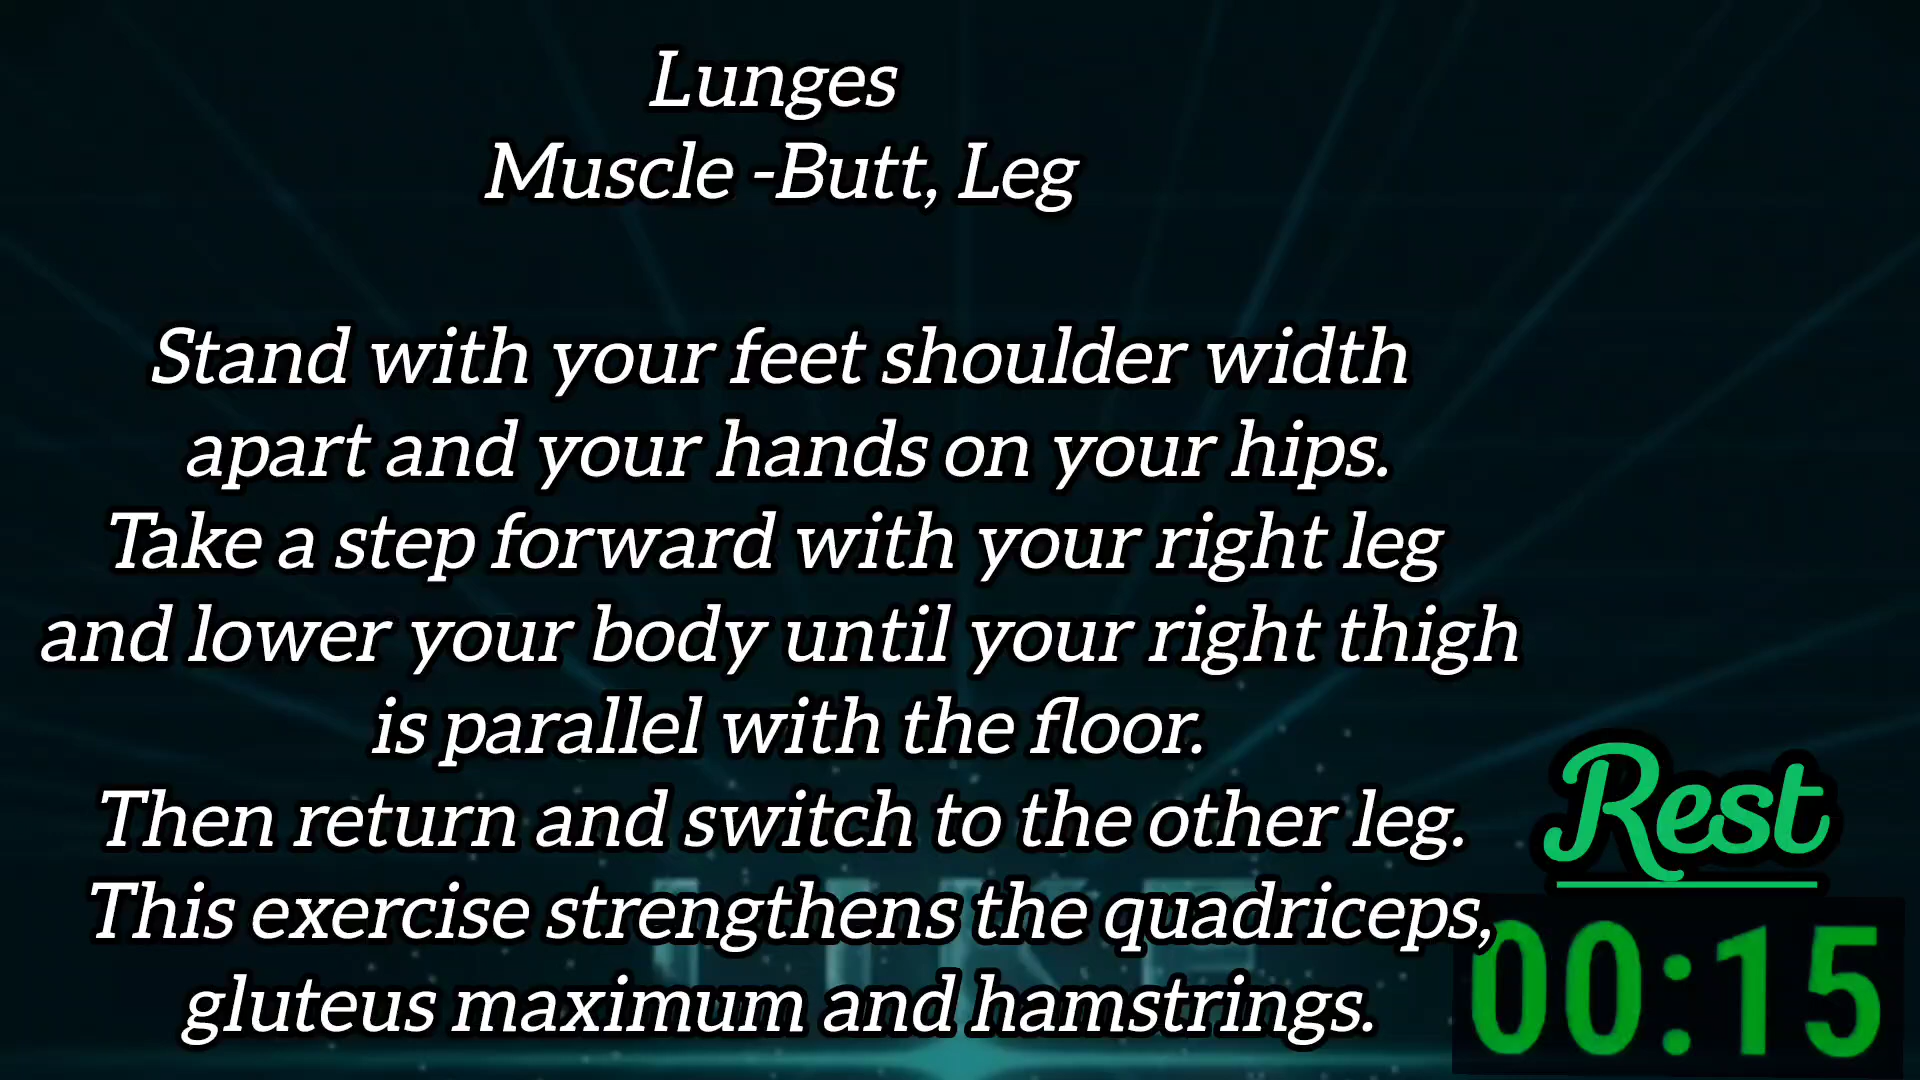 Lunges
Muscle -Butt, Leg
Stand with your feet shoulder width
apart and your hands on your hips.
Take a step forward with your right leg
and lower your body until your right thigh
is parallel with the floor.
Then return and switch to the other leg.
This exercise strengthens the quadriceps,
gluteus maximum and hamstrings.
Rest
00:15
LIKE